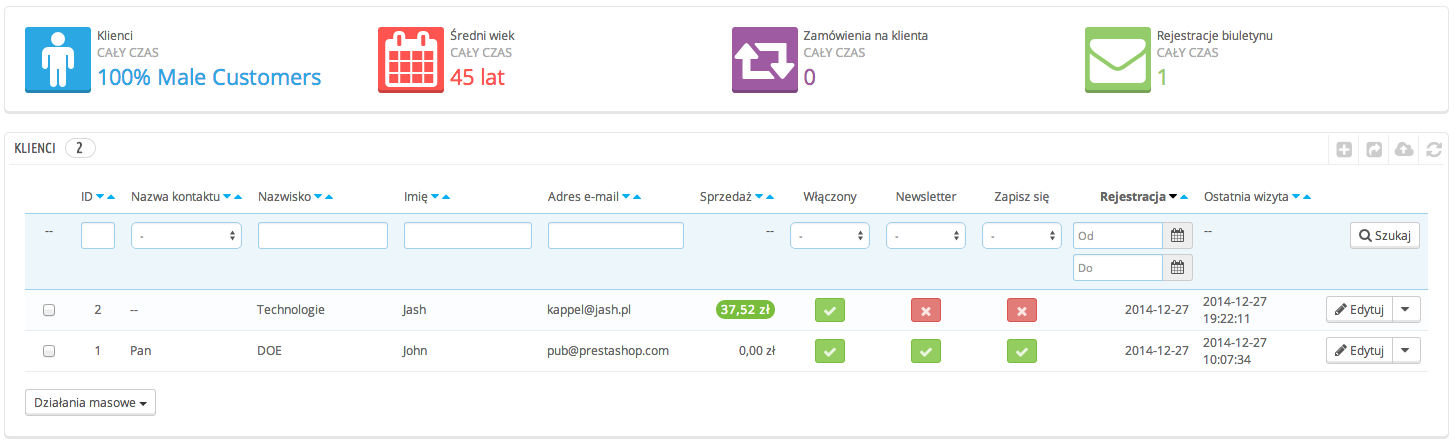 Klienci
CAŁY CZAS
100% Male Customers
Średni wiek
CAŁY CZAS
45 lat
Zamówienia na klienta
CAŁY CZAS
0
Rejestracje biuletynu
CAŁY CZAS
1
KLIENCI 2
ID Nazwa kontaktu Nazwisko Imię Adres e-mail Sprzedaż Włączony Newsletter Zapisz się Rejestracja Ostatnia wizyta
-- - -- - - - Od -- Szukaj
Do
2 -- Technologie Jash kappel@jash.pl 37,52 zł 2014-12-27 2014-12-27 19:22:11 Edytuj
1 Pan DOE John pub@prestashop.com 0,00 zł 2014-12-27 2014-12-27 10:07:34 Edytuj
Działania masowe